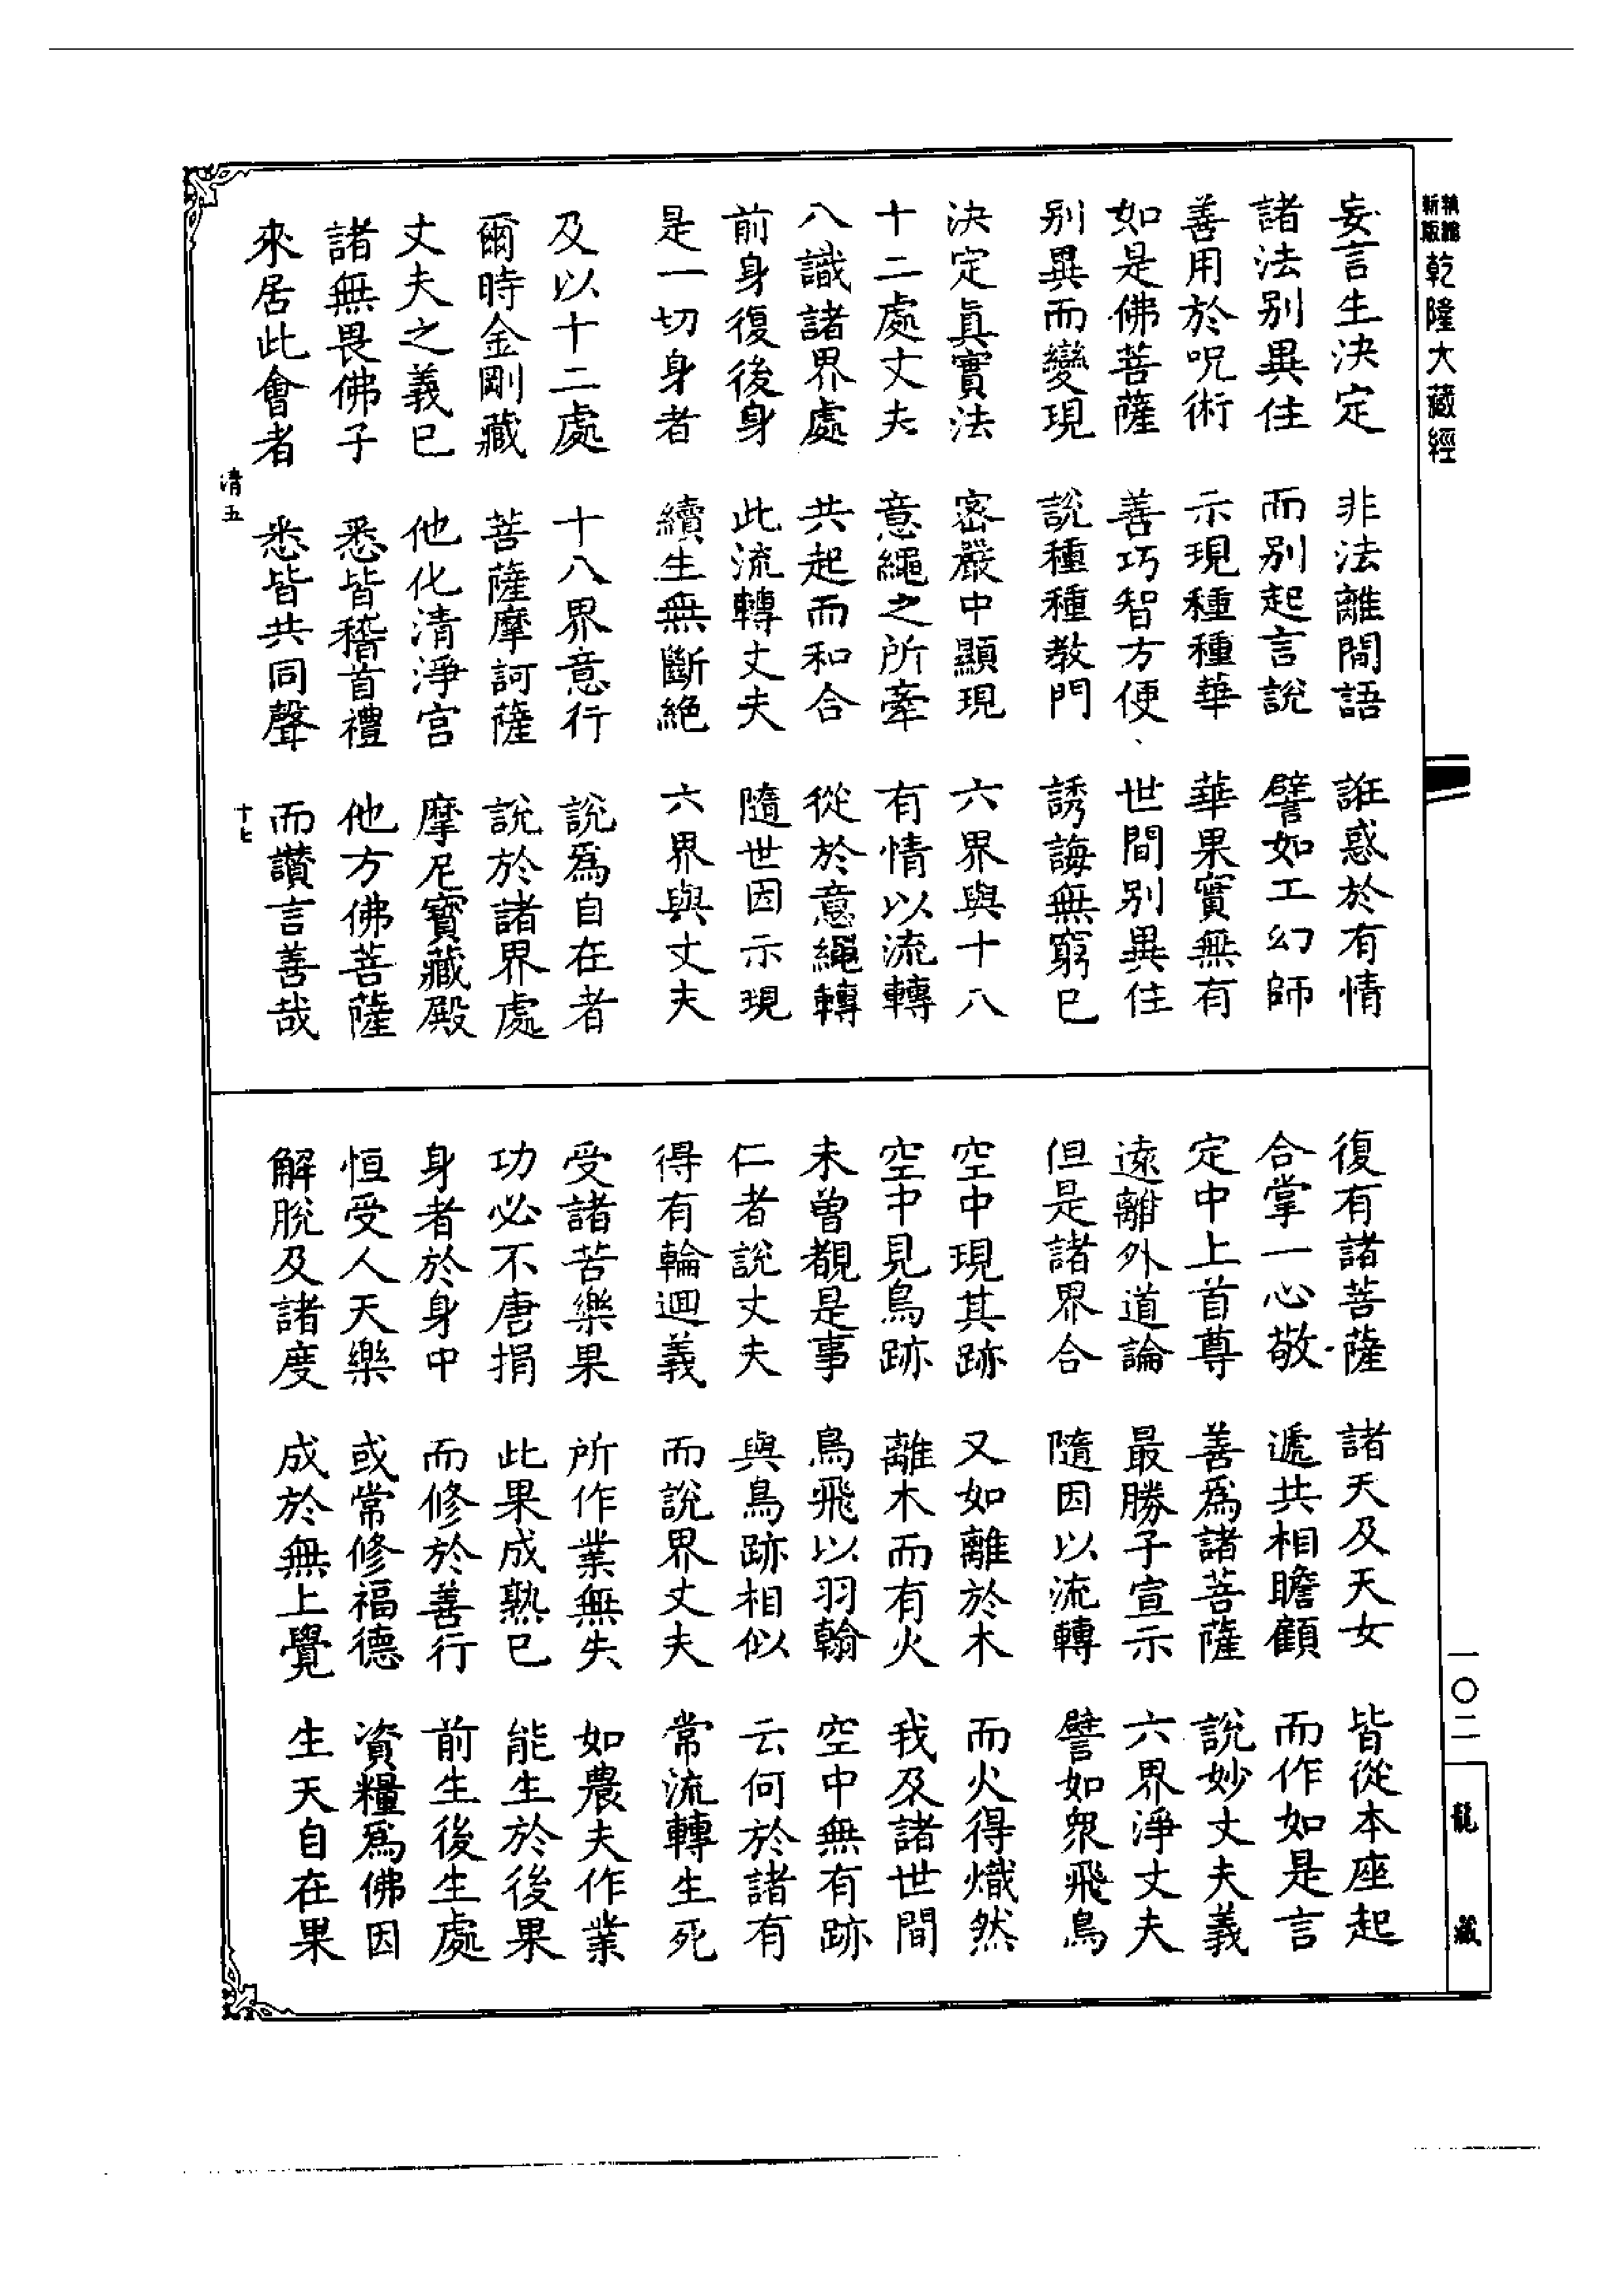 新版精縮 乾隆大藏經
妄言生決定 非法離間語 誑惑於有情
諸法别異住 而别起言說 譬如工幻師
善用於呪術 示現種種華 華果實無有
如是佛菩薩 善巧智方便 世間别異住
别異而變現 說種種教門 誘誨無窮已
決定眞實法 密嚴中顯現 六界與十八
十二處丈夫 意繩之所牽 有情以流轉
八識諸界處 共起而和合 從於意繩轉
前身復後身 此流轉丈夫 隨世因示現
是一切身者 續生無斷絶 六界與丈夫
及以十二處 十八界意行 說爲自在者
爾時金剛藏 菩薩摩訶薩 說於諸界處
丈夫之義已 他化清淨宫 摩尼寶藏殿
諸無畏佛子 悉皆稽首禮 他方佛菩薩
來居此會者 悉皆共同聲 而讚言善哉
清五 十七
復有諸菩薩 諸天及天女 皆從本座起
合掌一心敬 遞共相瞻顧 而作如是言
定中上首尊 善爲諸菩薩 說妙丈夫義
遠離外道論 最勝子宣示 六界淨丈夫
但是諸界合 隨因以流轉 譬如衆飛鳥
空中現其跡 又如離於木 而火得熾然
空中見鳥跡 離木而有火 我及諸世間
未曾覩是事 鳥飛以羽翰 空中無有跡
仁者說丈夫 與鳥跡相似 云何於諸有
得有輪迴義 而說界丈夫 常流轉生死
受諸苦樂果 所作業無失 如農夫作業
功必不唐捐 此果成熟已 能生於後果
身者於身中 而修於善行 前生後生處
恒受人天樂 或常修福德 資糧爲佛因
解脫及諸度 成於無上覺 生天自在果
一〇二
龍藏